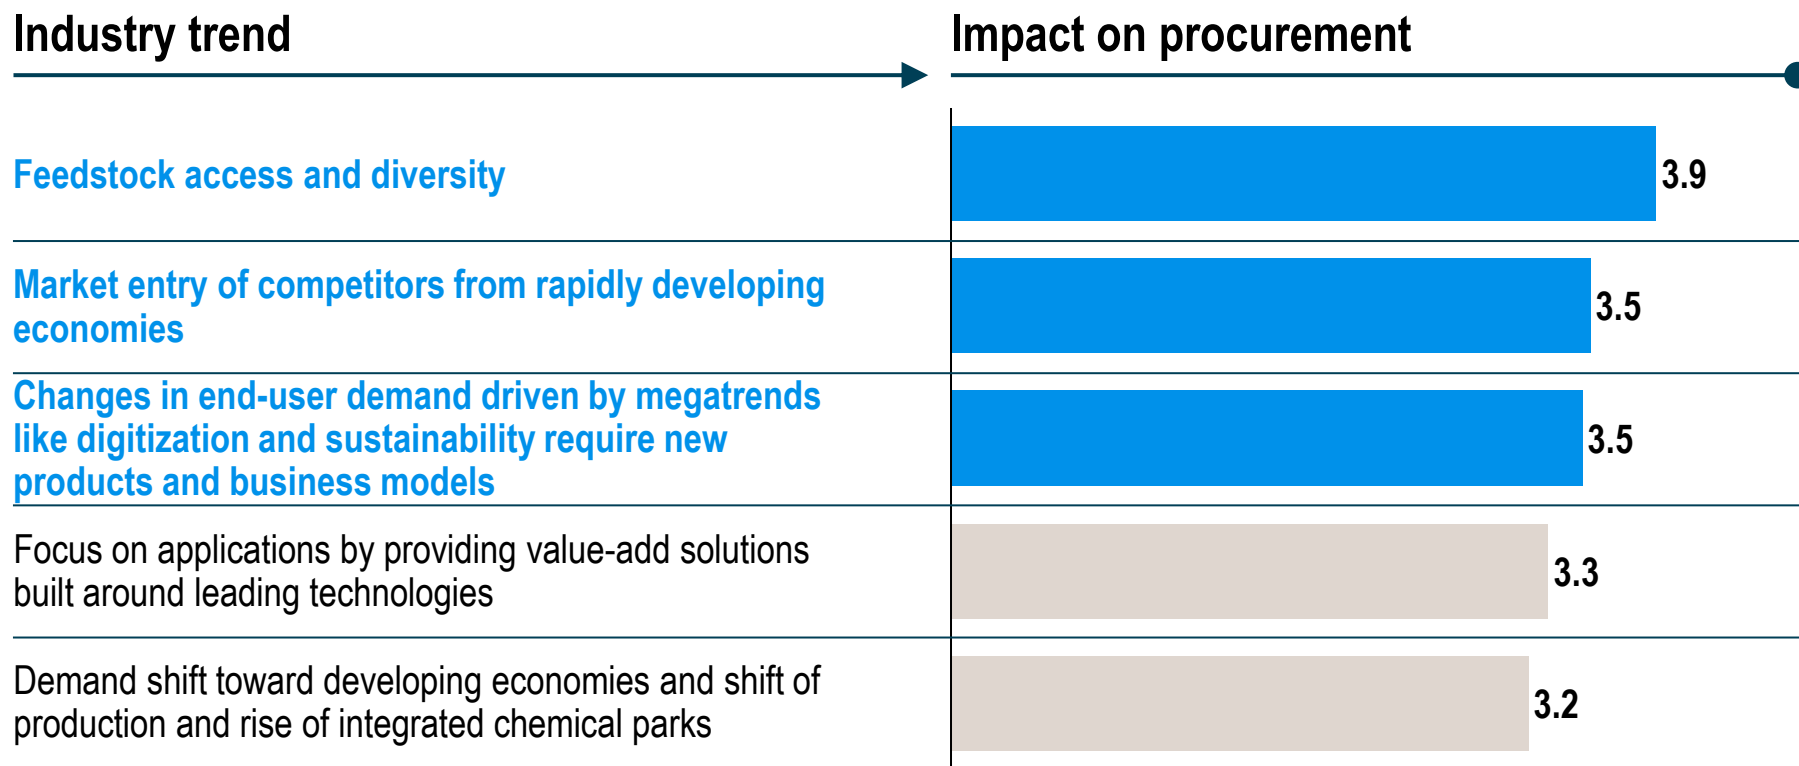 Industry trend
Impact on procurement
Feedstock access and diversity
3.9
Market entry of competitors from rapidly developing
economies
3.5
Changes in end-user demand driven by megatrends
like digitization and sustainability require new
products and business models
3.5
Focus on applications by providing value-add solutions
built around leading technologies
3.3
Demand shift toward developing economies and shift of
production and rise of integrated chemical parks
3.2